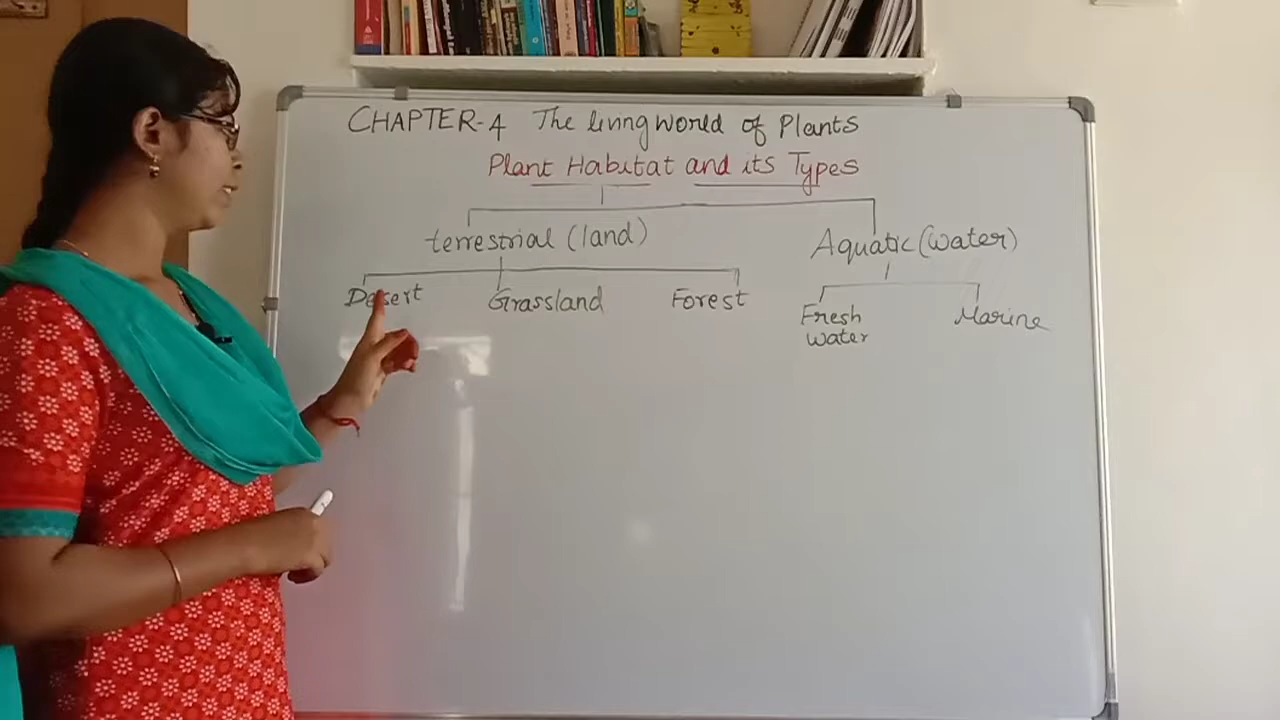 CHAPTER-4 The living world of Plants
Plant Habitat and its Types
terrestrial (land) Aquatic (water)
Desert Grassland Forest Fresh water Marine